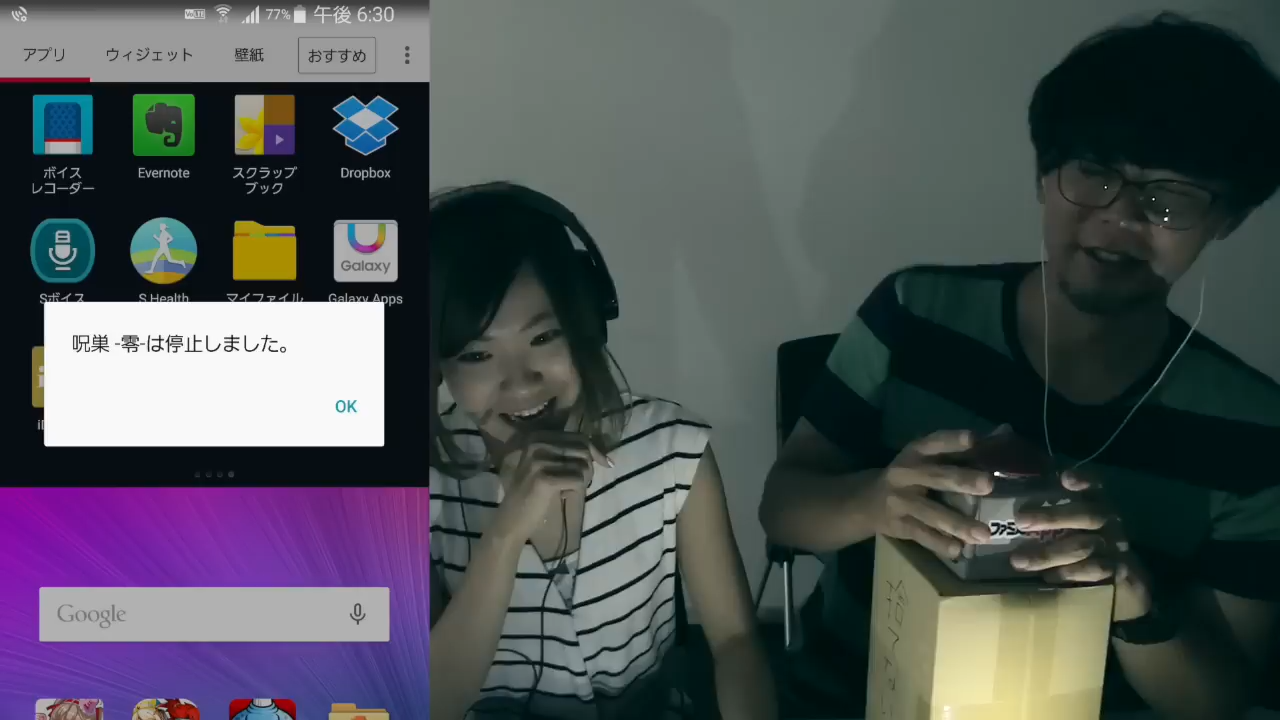 77% 午後 6:30
アプリ ウィジェット 壁紙 おすすめ
ボイス
レコーダー
Evernote
スクラップ
ブック
Dropbox
Galaxy
Sボイス
S Health
マイファイル
Galaxy Apps
呪巣 -零-は停止しました。
OK
Google
ファミ